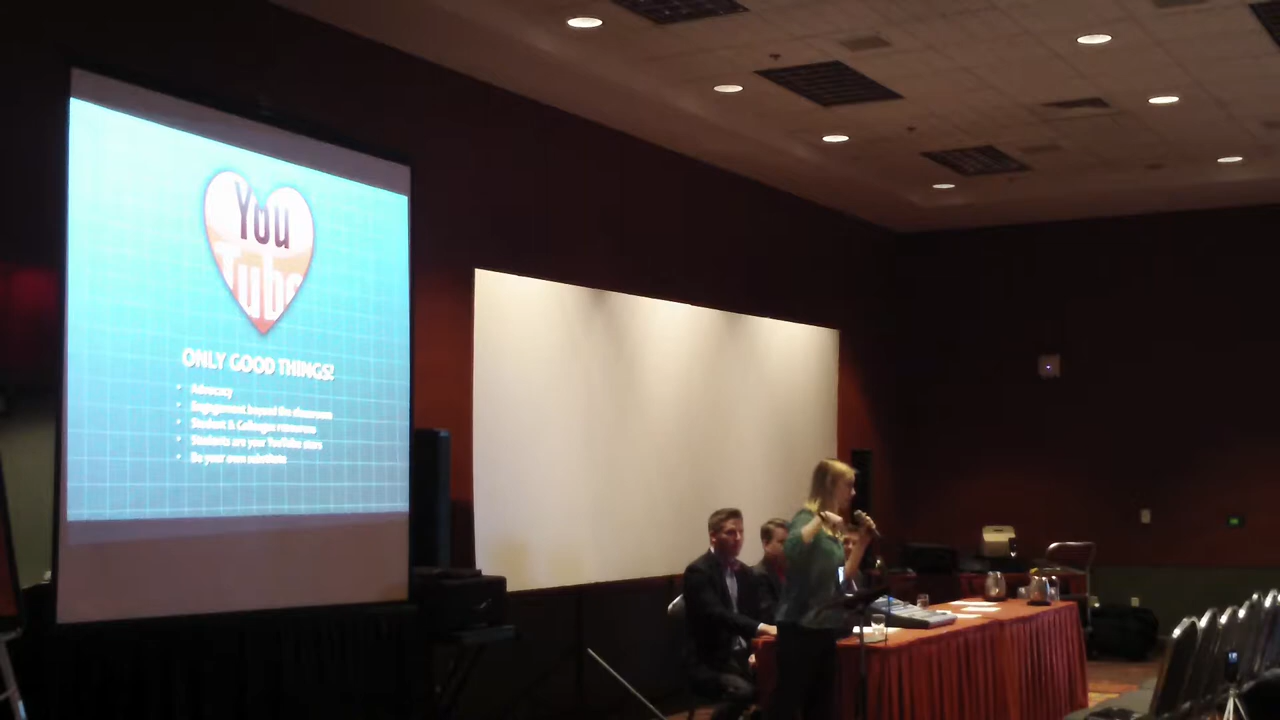 You
Tube
ONLY GOOD THINGS!
Advocacy
Engagement beyond the classroom
Student & Colleague resources
Students are your YouTube stars
Be your own substitute